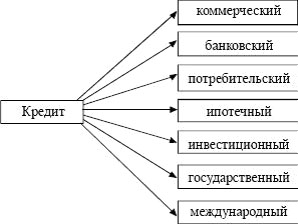 коммерческий
банковский
потребительский
Кредит
ипотечный
инвестиционный
государственный
международный